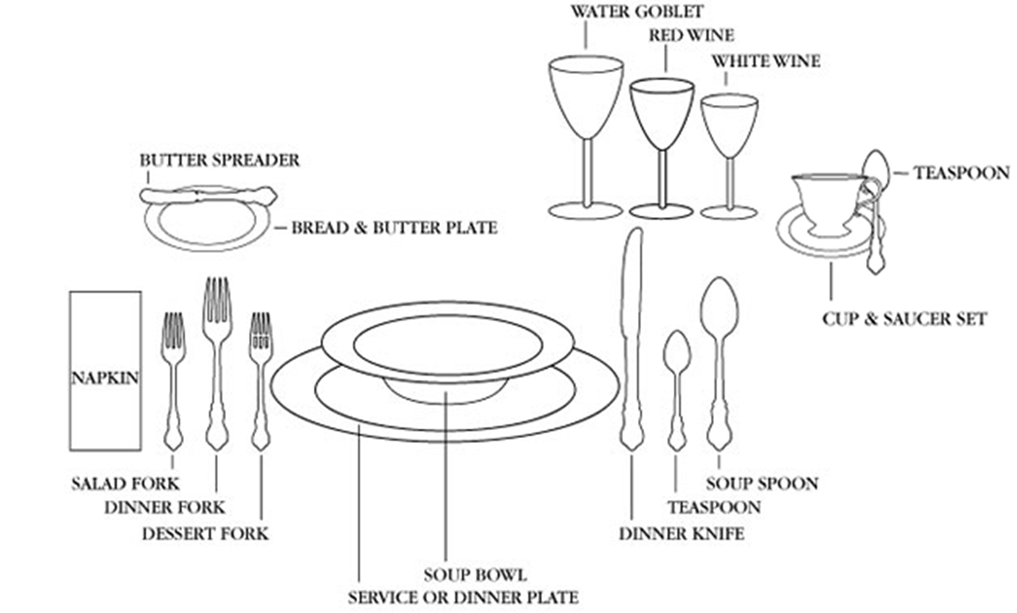 WATER GOBLET
RED WINE
WHITE WINE
BUTTER SPREADER
TEASPOON
BREAD & BUTTER PLATE
CUP & SAUCER SET
NAPKIN
SALAD FORK
SOUP SPOON
DINNER FORK
TEASPOON
DESSERT FORK
DINNER KNIFE
SOUP BOWL
SERVICE OR DINNER PLATE